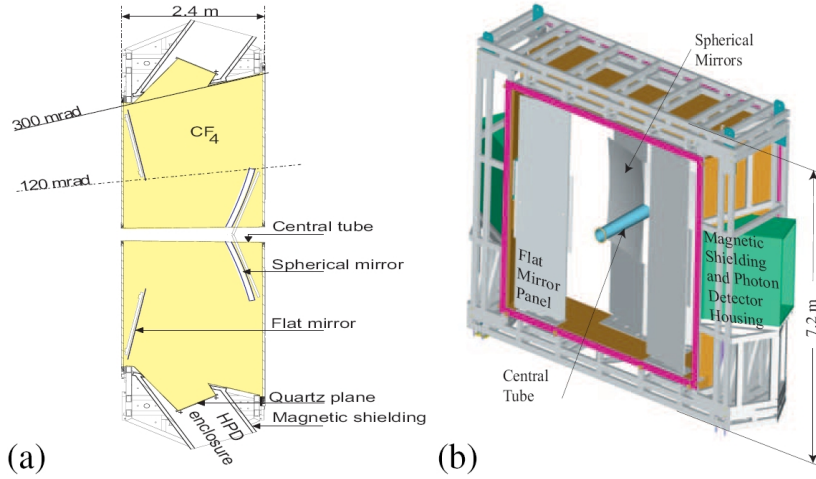 2.4 m
300 mrad
CF4
120 mrad
Central tube
Spherical mirror
Flat mirror
Quartz plane
HPD
Magnetic shielding
enclosure
(a)
Spherical
Mirrors
Flat
Mirror
Panel
Magnetic
Shielding
and Photon
Detector
Housing
7.2 m
Central
Tube
(b)